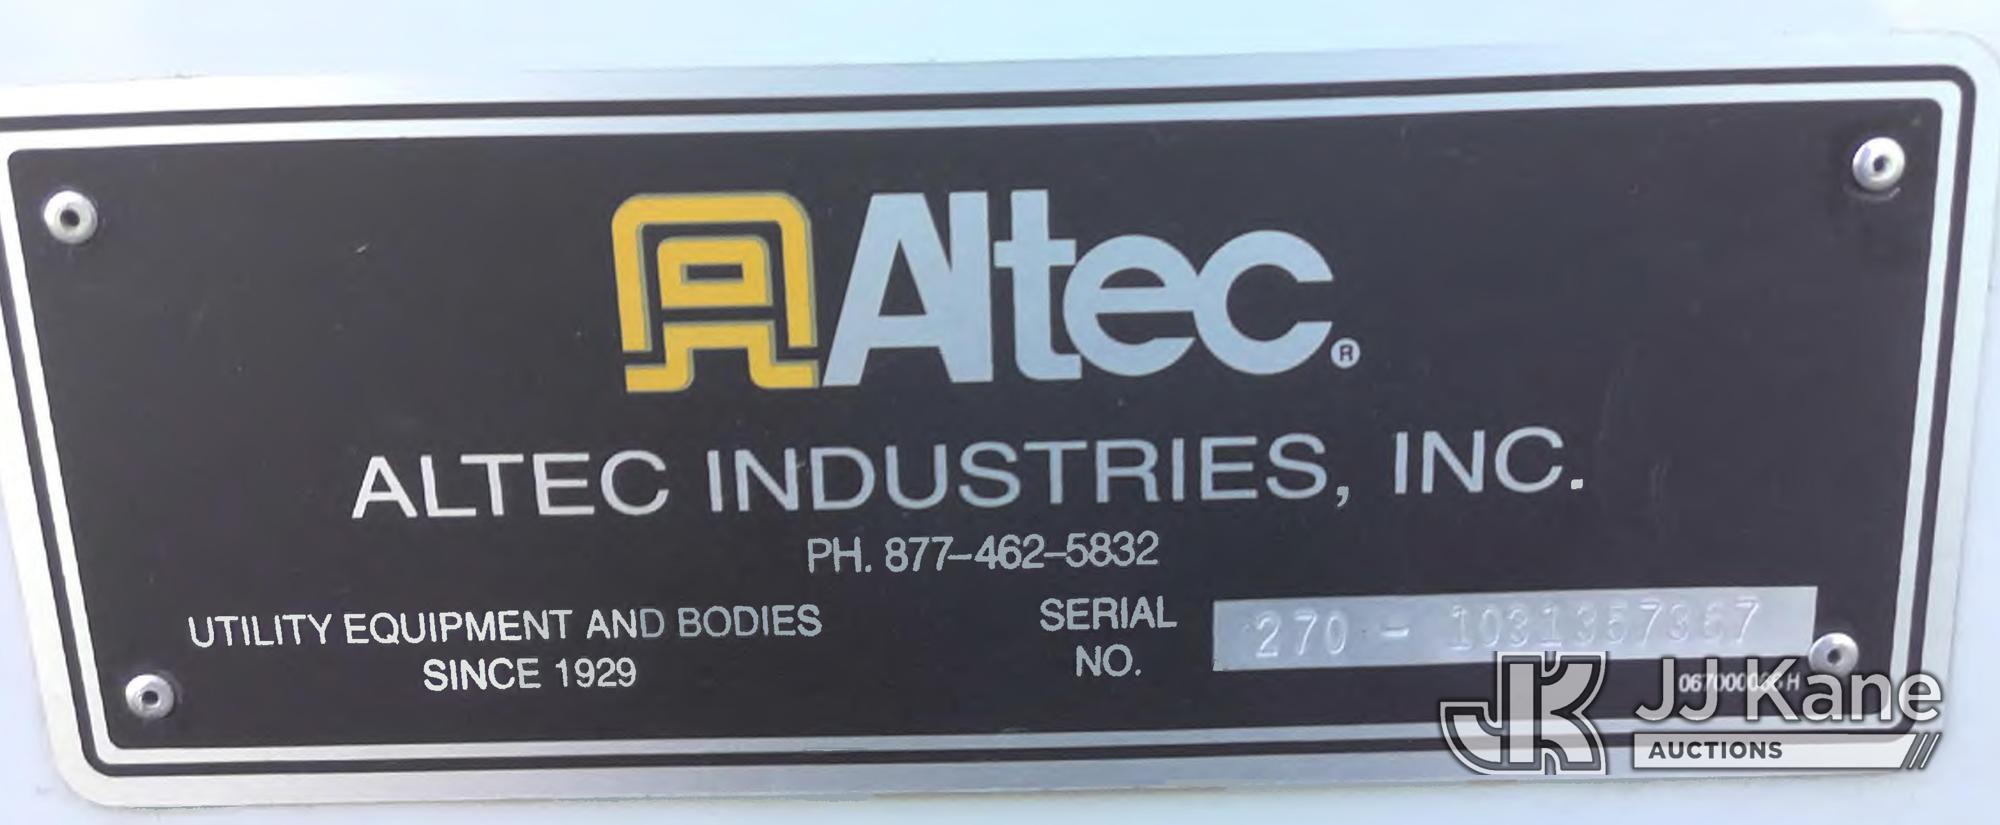 Altec®
ALTEC INDUSTRIES, INC.
PH. 877-462-5832
UTILITY EQUIPMENT AND BODIES
SINCE 1929
SERIAL
NO.
270 - 1031357367
JJ Kane
AUCTIONS